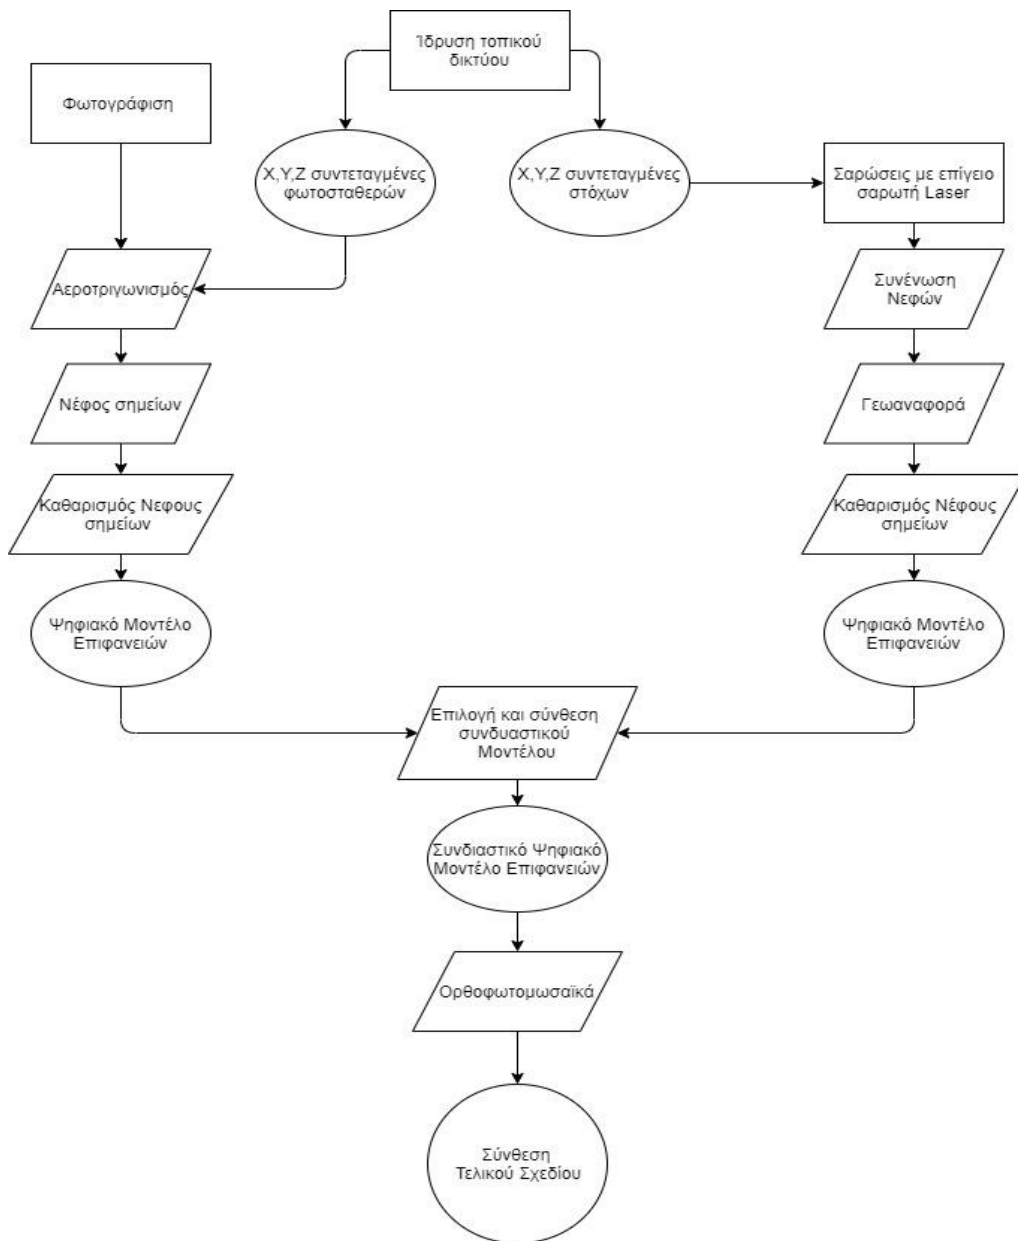 Ίδρυση τοπικού
δικτύου
Φωτογράφιση
Χ,Υ,Ζ συντεταγμένες
φωτοσταθερών
Χ,Υ,Ζ συντεταγμένες
στόχων
Σαρώσεις με επίγειο
σαρωτή Laser
Αεροτριγωνισμός
Συνένωση
Νεφών
Νέφος σημείων
Γεωαναφορά
Καθαρισμός Νεφους
σημείων
Καθαρισμός Νέφους
σημείων
Ψηφιακό Μοντέλο
Επιφανειών
Ψηφιακό Μοντέλο
Επιφανειών
Επιλογή και σύνθεση
συνδυαστικού
Μοντέλου
Συνδιαστικό Ψηφιακό
Μοντέλο Επιφανειών
Ορθοφωτομωσαϊκά
Σύνθεση
Τελικού Σχεδίου